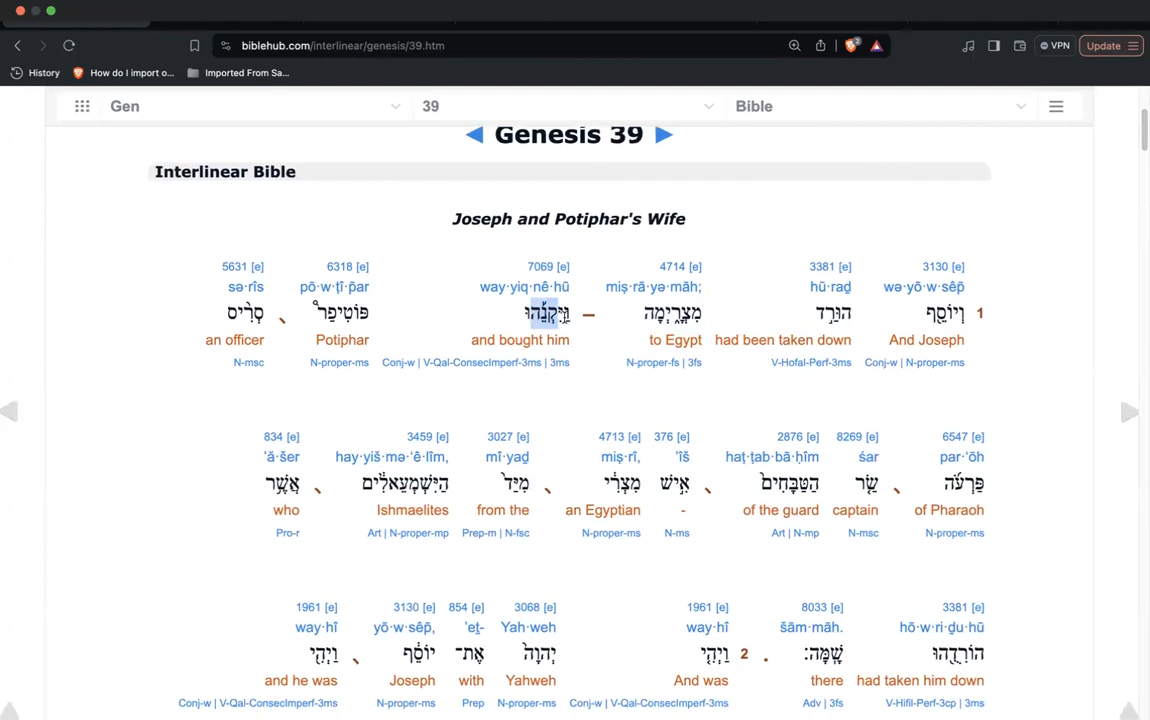 biblehub.com/interlinear/genesis/39.htm
2
VPN
Update
History
How do I import o...
Imported From Sa...
Gen
39
Bible
Genesis 39
Interlinear Bible
Joseph and Potiphar's Wife
5631 [e] 6318 [e] 7069 [e] 4714 [e] 3381 [e] 3130 [e]
sə·rîs pō·w·ṭî·p̄ar way·yiq·nê·hū miṣ·rā·yə·māh; hū·raḏ wə·yō·w·sêp̄
1 וְיוֹסֵ֖ף הוּרַ֣ד מִצְרָ֑יְמָה – וַיִּקְנֵ֡הוּ פּוֹטִיפַר֩ 、 סְרִ֨יס
an officer Potiphar and bought him to Egypt had been taken down And Joseph
N-msc N-proper-ms Conj-w | V-Qal-ConsecImperf-3ms | 3ms N-proper-fs | 3fs V-Hofal-Perf-3ms Conj-w | N-proper-ms
834 [e] 3459 [e] 3027 [e] 4713 [e] 376 [e] 2876 [e] 8269 [e] 6547 [e]
’ă·šer hay·yiš·mə·‘ê·lîm, mî·yaḏ miṣ·rî, ’îš haṭ·ṭab·bā·ḥîm śar par·‘ōh
פַּרְעֹ֜ה 、 שַׂ֤ר הַטַּבָּחִים֙ 、 אִ֣ישׁ מִצְרִ֔י 、 מִיַּד֙ הַיִּשְׁמְעֵאלִ֔ים 、 אֲשֶׁ֥ר
who Ishmaelites from the an Egyptian - of the guard captain of Pharaoh
Pro-r Art | N-proper-mp Prep-m | N-fsc N-proper-ms N-ms Art | N-mp N-msc N-proper-ms
1961 [e] 3130 [e] 854 [e] 3068 [e] 1961 [e] 8033 [e] 3381 [e]
way·hî yō·w·sêp̄, ’eṯ- Yah·weh way·hî šām·māh. hō·w·ri·ḏu·hū
הוֹרִדֻ֖הוּ שָֽׁמָּה׃ . 2 וַיְהִ֤י יְהוָה֙ אֶת־ יוֹסֵ֔ף 、 וַיְהִ֖י
and he was Joseph with Yahweh And was there had taken him down
Conj-w | V-Qal-ConsecImperf-3ms N-proper-ms Prep N-proper-ms Conj-w | V-Qal-ConsecImperf-3ms Adv | 3fs V-Hifil-Perf-3cp | 3ms